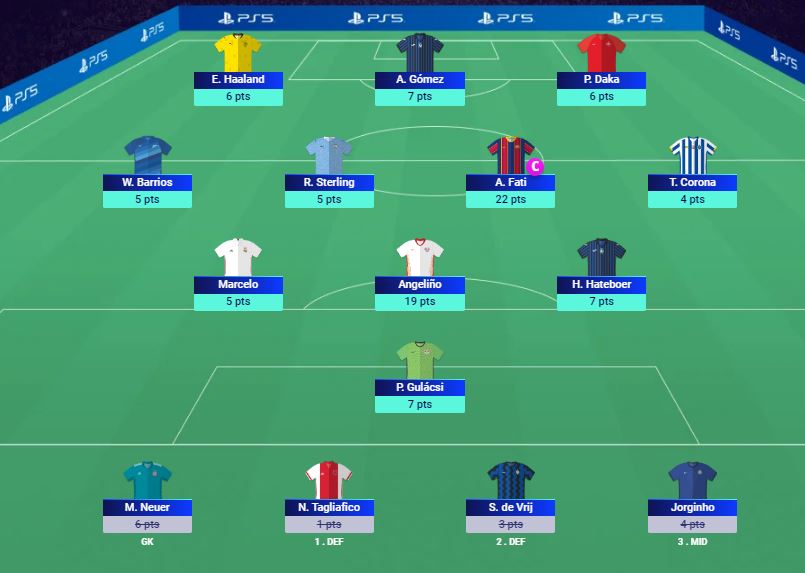 PS5 PS5 PS5 PS5
PS5 PS5
PS5 PS5
PS5
E. Haaland A. Gómez P. Daka
6 pts 7 pts 6 pts
W. Barrios R. Sterling C A. Fati T. Corona
5 pts 5 pts 22 pts 4 pts
Marcelo Angeliño H. Hateboer
5 pts 19 pts 7 pts
P. Gulácsi
7 pts
M. Neuer N. Tagliafico S. de Vrij Jorginho
6 pts 1 pts 3 pts 4 pts
GK 1 . DEF 2 . DEF 3 . MID